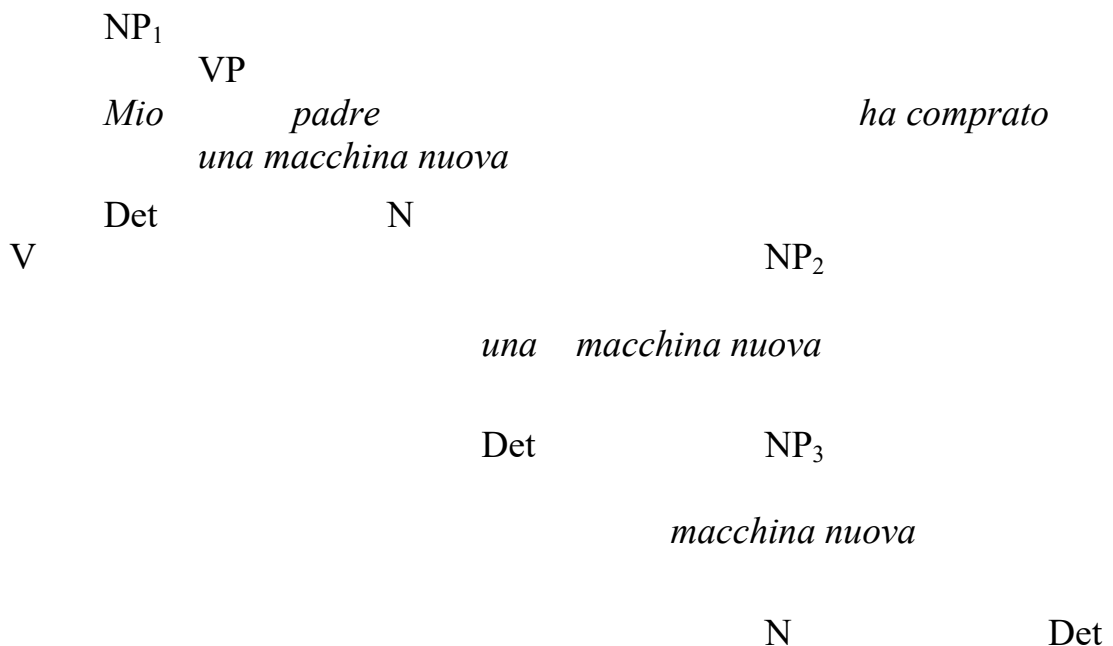 NP₁
VP
Mio padre ha comprato
una macchina nuova
Det N
V NP₂
una macchina nuova
Det NP₃
macchina nuova
N Det